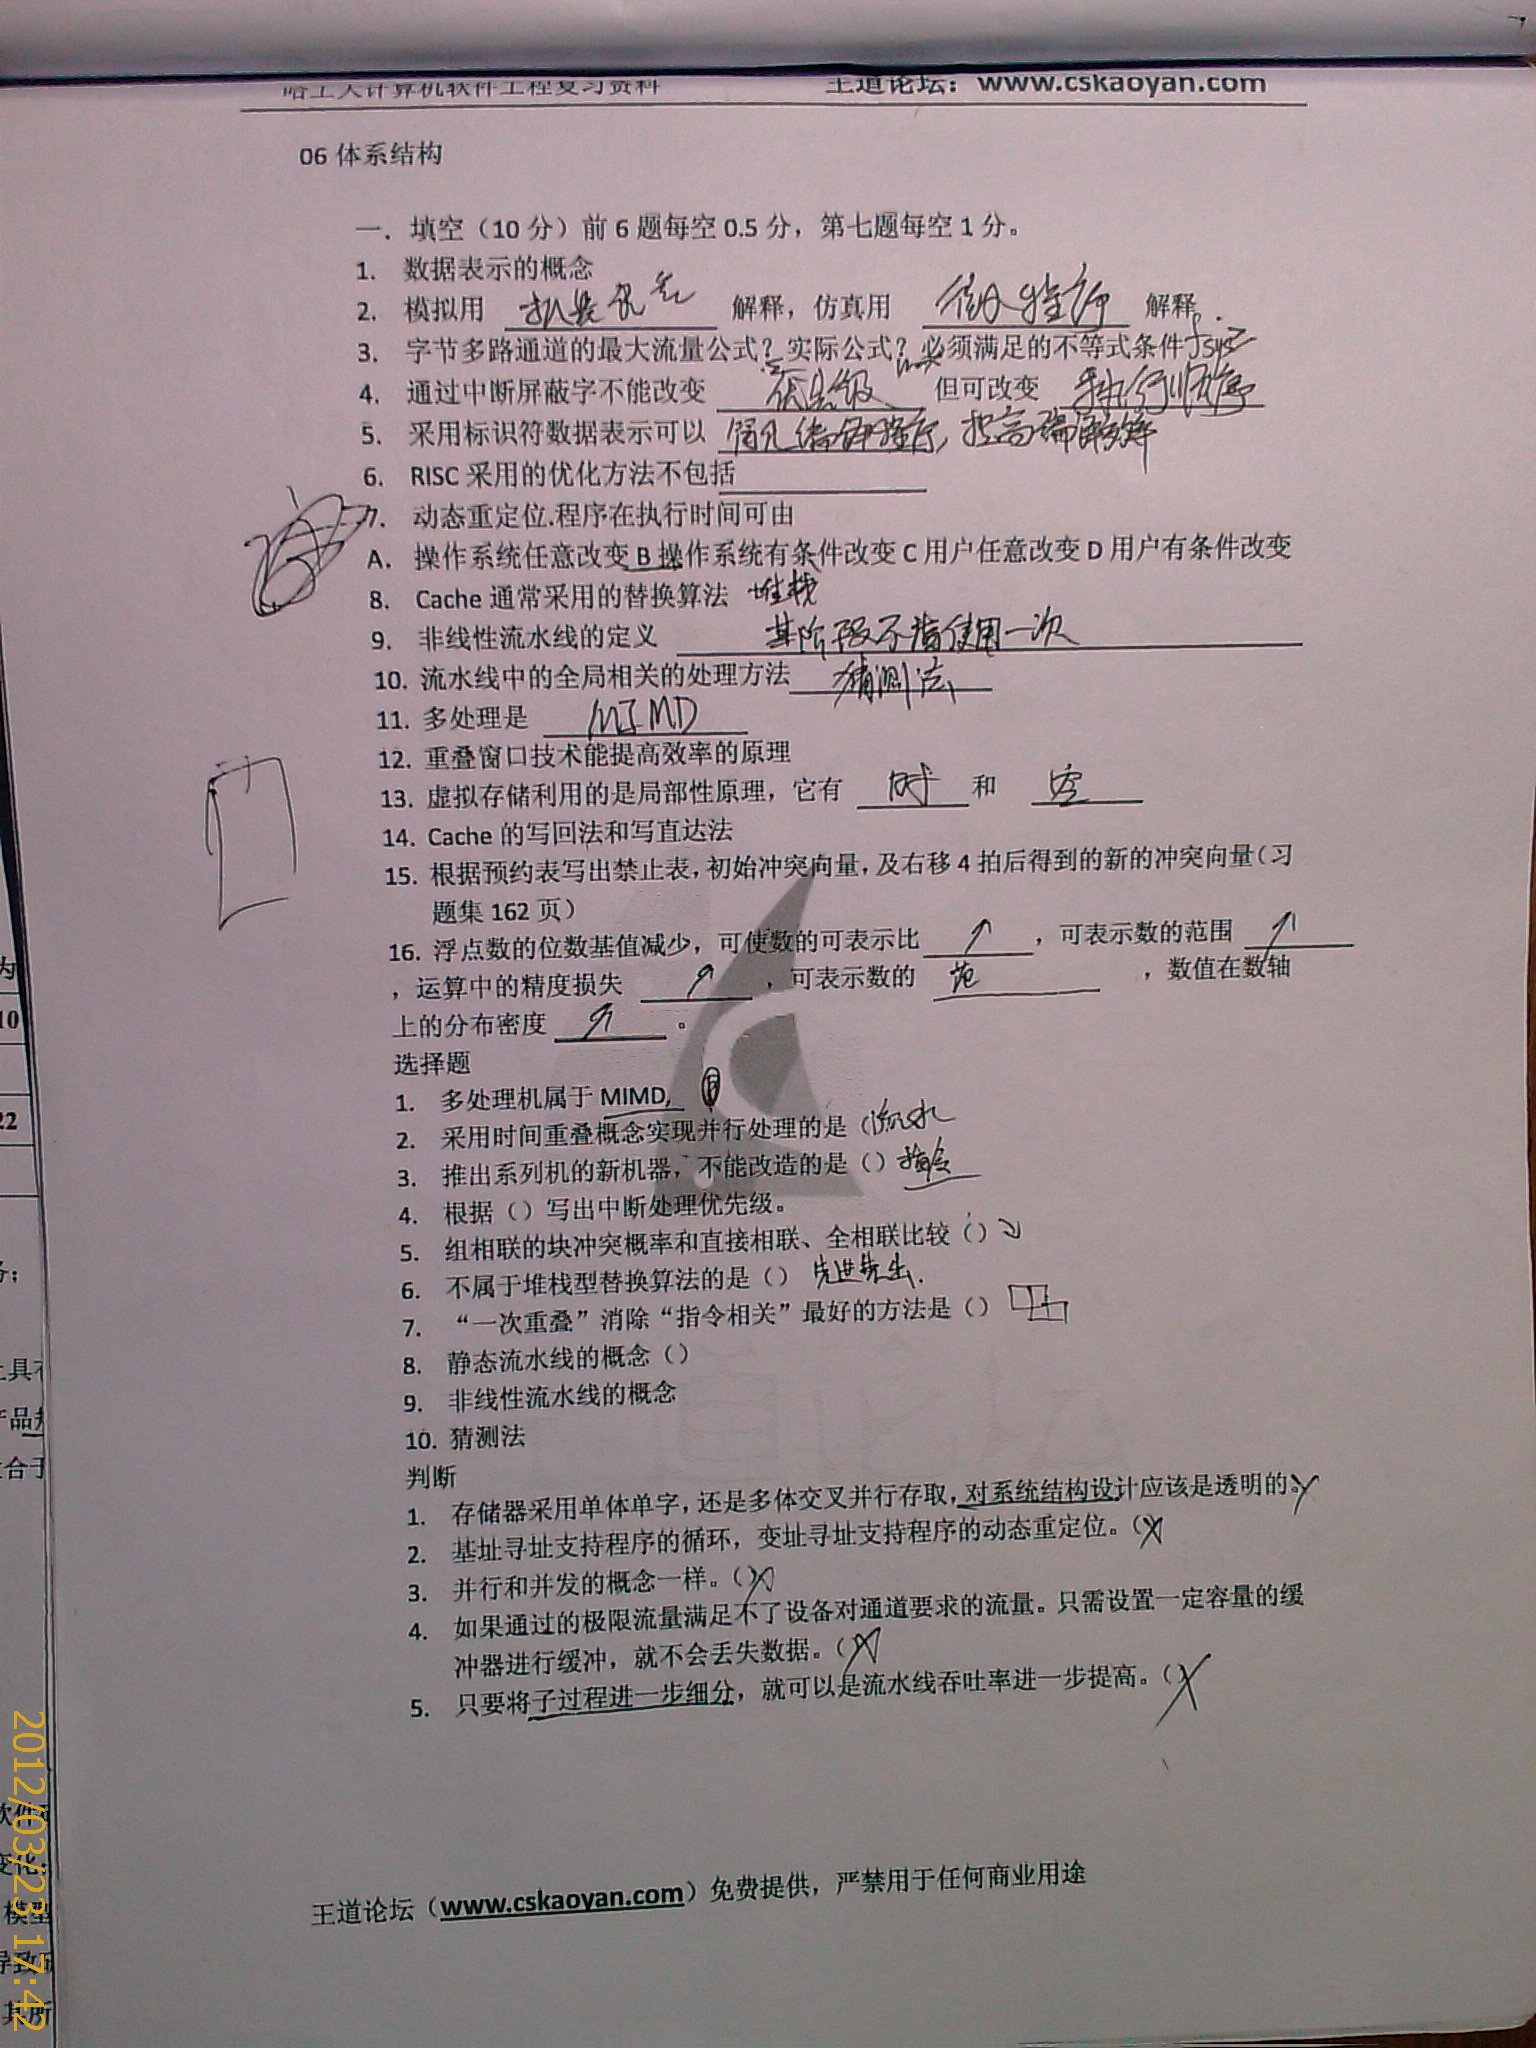 哈工大计算机软件工程复习资料 王道论坛：www.cskaoyan.com
06 体系结构
一．填空（10 分）前 6 题每空 0.5 分，第七题每空 1 分。
1. 数据表示的概念
2. 模拟用 机器语言 解释，仿真用 微程序 解释
3. 字节多路通道的最大流量公式？实际公式？必须满足的不等式条件
4. 通过中断屏蔽字不能改变 优先级 但可改变 执行顺序
5. 采用标识符数据表示可以 简化编译程序，提高编译效率
6. RISC 采用的优化方法不包括
7. 动态重定位.程序在执行时间可由
A. 操作系统任意改变 B 操作系统有条件改变 C 用户任意改变 D 用户有条件改变
8. Cache 通常采用的替换算法 堆栈
9. 非线性流水线的定义 某阶段不满使用一次
10. 流水线中的全局相关的处理方法 猜测法
11. 多处理是 MIMD
12. 重叠窗口技术能提高效率的原理
13. 虚拟存储利用的是局部性原理，它有 时 和 空
14. Cache 的写回法和写直达法
15. 根据预约表写出禁止表，初始冲突向量，及右移 4 拍后得到的新的冲突向量（习
题集 162 页）
16. 浮点数的位数基值减少，可使数的可表示比 ↑ ，可表示数的范围 ↑
，运算中的精度损失 ↑ ，可表示数的 范 ，数值在数轴
上的分布密度 ↑ 。
选择题
1. 多处理机属于 MIMD, B
2. 采用时间重叠概念实现并行处理的是（流水
3. 推出系列机的新机器，不能改造的是（）指令
4. 根据（）写出中断处理优先级。
5. 组相联的块冲突概率和直接相联、全相联比较（）
6. 不属于堆栈型替换算法的是（） 先进先出.
7. “一次重叠”消除“指令相关”最好的方法是（）
8. 静态流水线的概念（）
9. 非线性流水线的概念
10. 猜测法
判断
1. 存储器采用单体单字，还是多体交叉并行存取，对系统结构设计应该是透明的。
2. 基址寻址支持程序的循环，变址寻址支持程序的动态重定位。（X
3. 并行和并发的概念一样。（）X
4. 如果通过的极限流量满足不了设备对通道要求的流量。只需设置一定容量的缓
冲器进行缓冲，就不会丢失数据。（X
5. 只要将子过程进一步细分，就可以是流水线吞吐率进一步提高。（）X
王道论坛（www.cskaoyan.com）免费提供，严禁用于任何商业用途
2012/03/23 17:42
为
10
22
务；
具有
产品
合于
软件
变化
模型
导致
其所